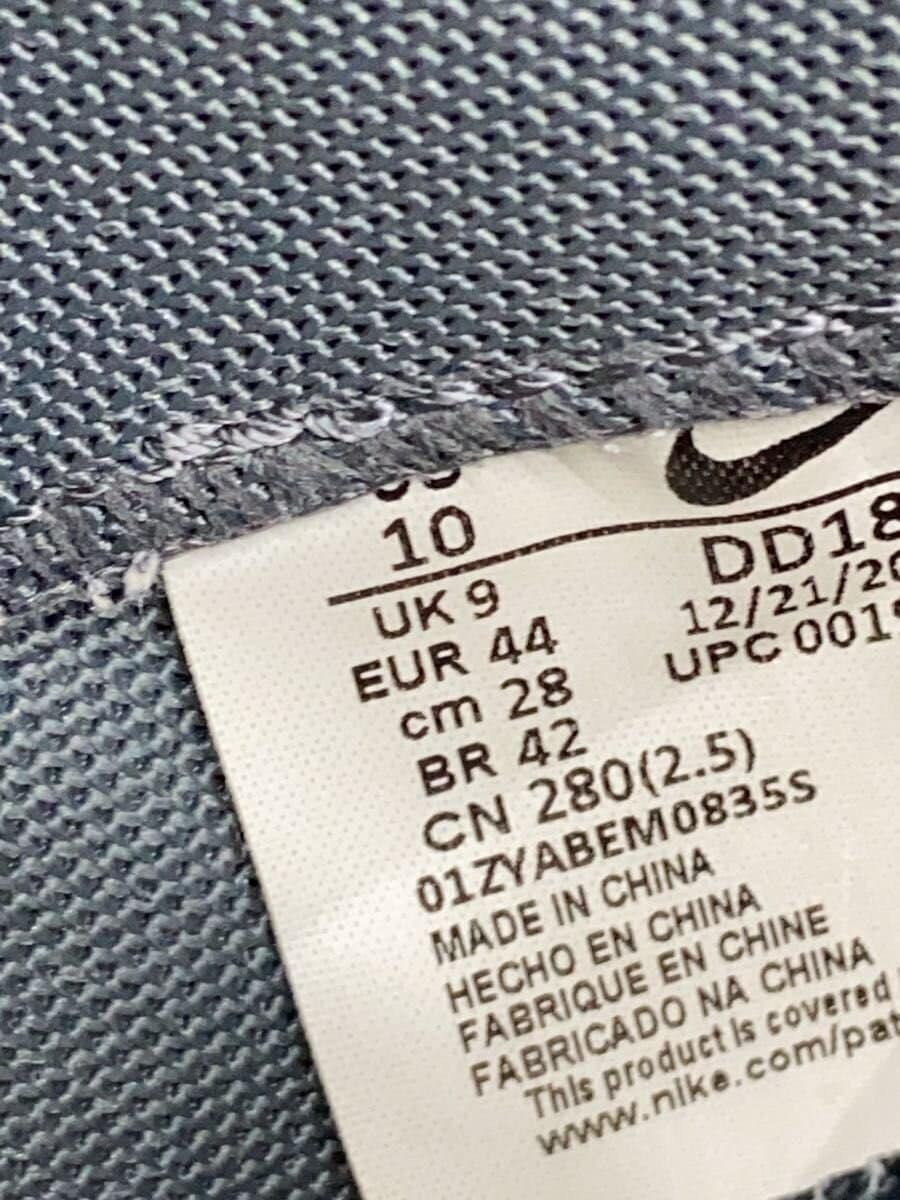 10
UK 9
EUR 44
cm 28
BR 42
CN 280(2.5)
01ZYABEM0835S
MADE IN CHINA
HECHO EN CHINA
FABRIQUE EN CHINE
FABRICADO NA CHINA
This product is covered
www.nike.com/pat
DD18
12/21/20
UPC 001